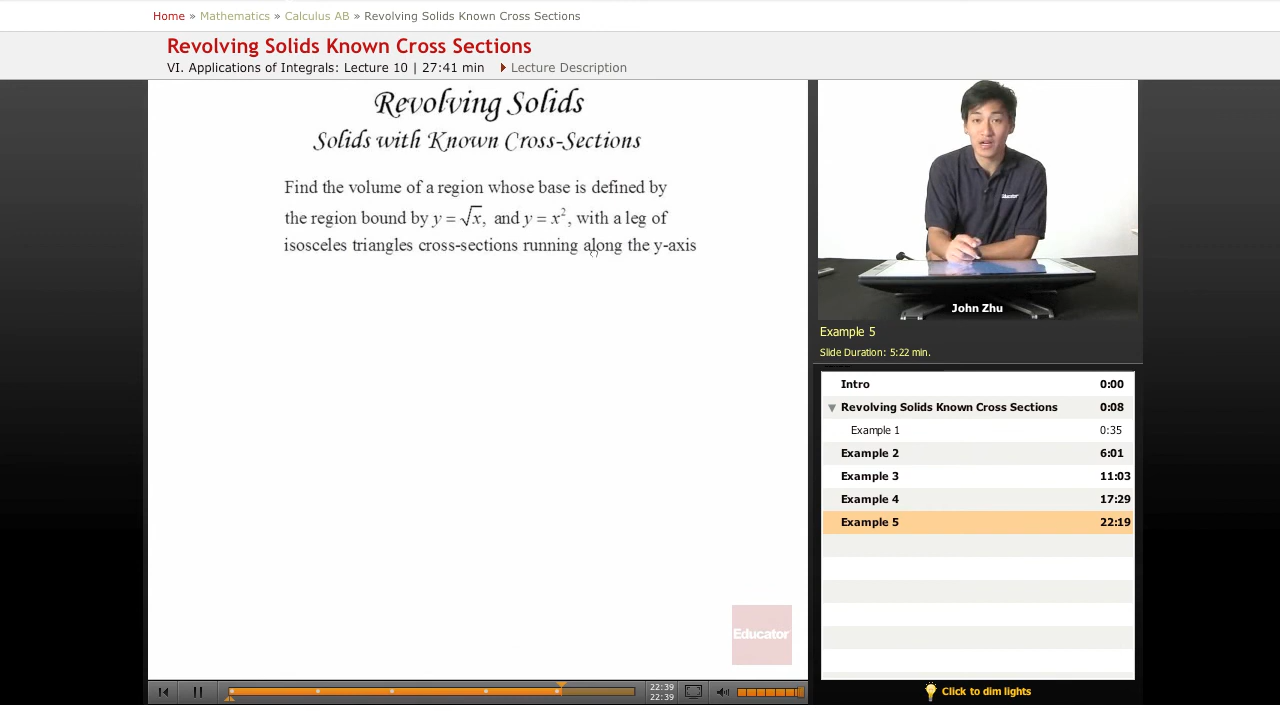 Home » Mathematics » Calculus AB » Revolving Solids Known Cross Sections
Revolving Solids Known Cross Sections
VI. Applications of Integrals: Lecture 10 | 27:41 min Lecture Description
Revolving Solids
Solids with Known Cross-Sections
Find the volume of a region whose base is defined by
the region bound by y = √x, and y = x², with a leg of
isosceles triangles cross-sections running along the y-axis
Educator
Educator
John Zhu
Example 5
Slide Duration: 5:22 min.
Intro 0:00
Revolving Solids Known Cross Sections 0:08
Example 1 0:35
Example 2 6:01
Example 3 11:03
Example 4 17:29
Example 5 22:19
22:39
22:39
Click to dim lights